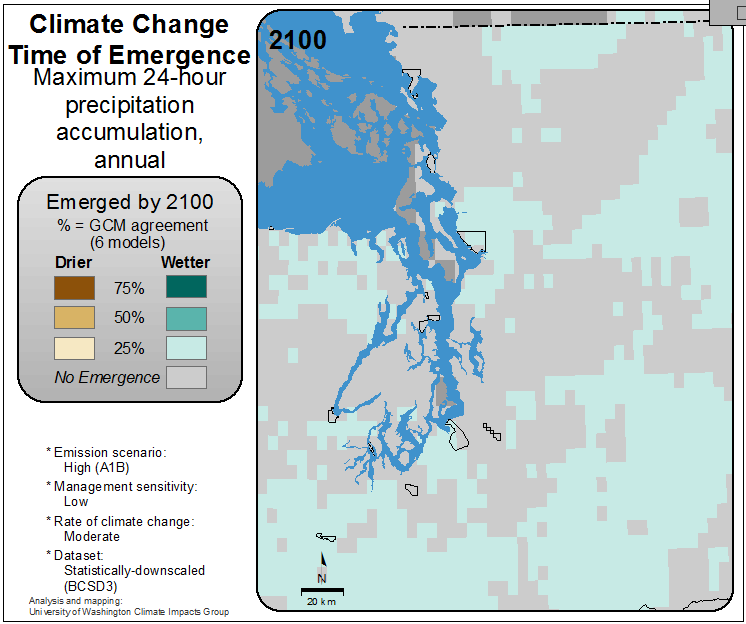 Climate Change
Time of Emergence
Maximum 24-hour
precipitation
accumulation,
annual
Emerged by 2100
% = GCM agreement
(6 models)
Drier Wetter
75%
50%
25%
No Emergence
* Emission scenario:
High (A1B)
* Management sensitivity:
Low
* Rate of climate change:
Moderate
* Dataset:
Statistically-downscaled
(BCSD3)
Analysis and mapping:
University of Washington Climate Impacts Group
2100
N
20 km